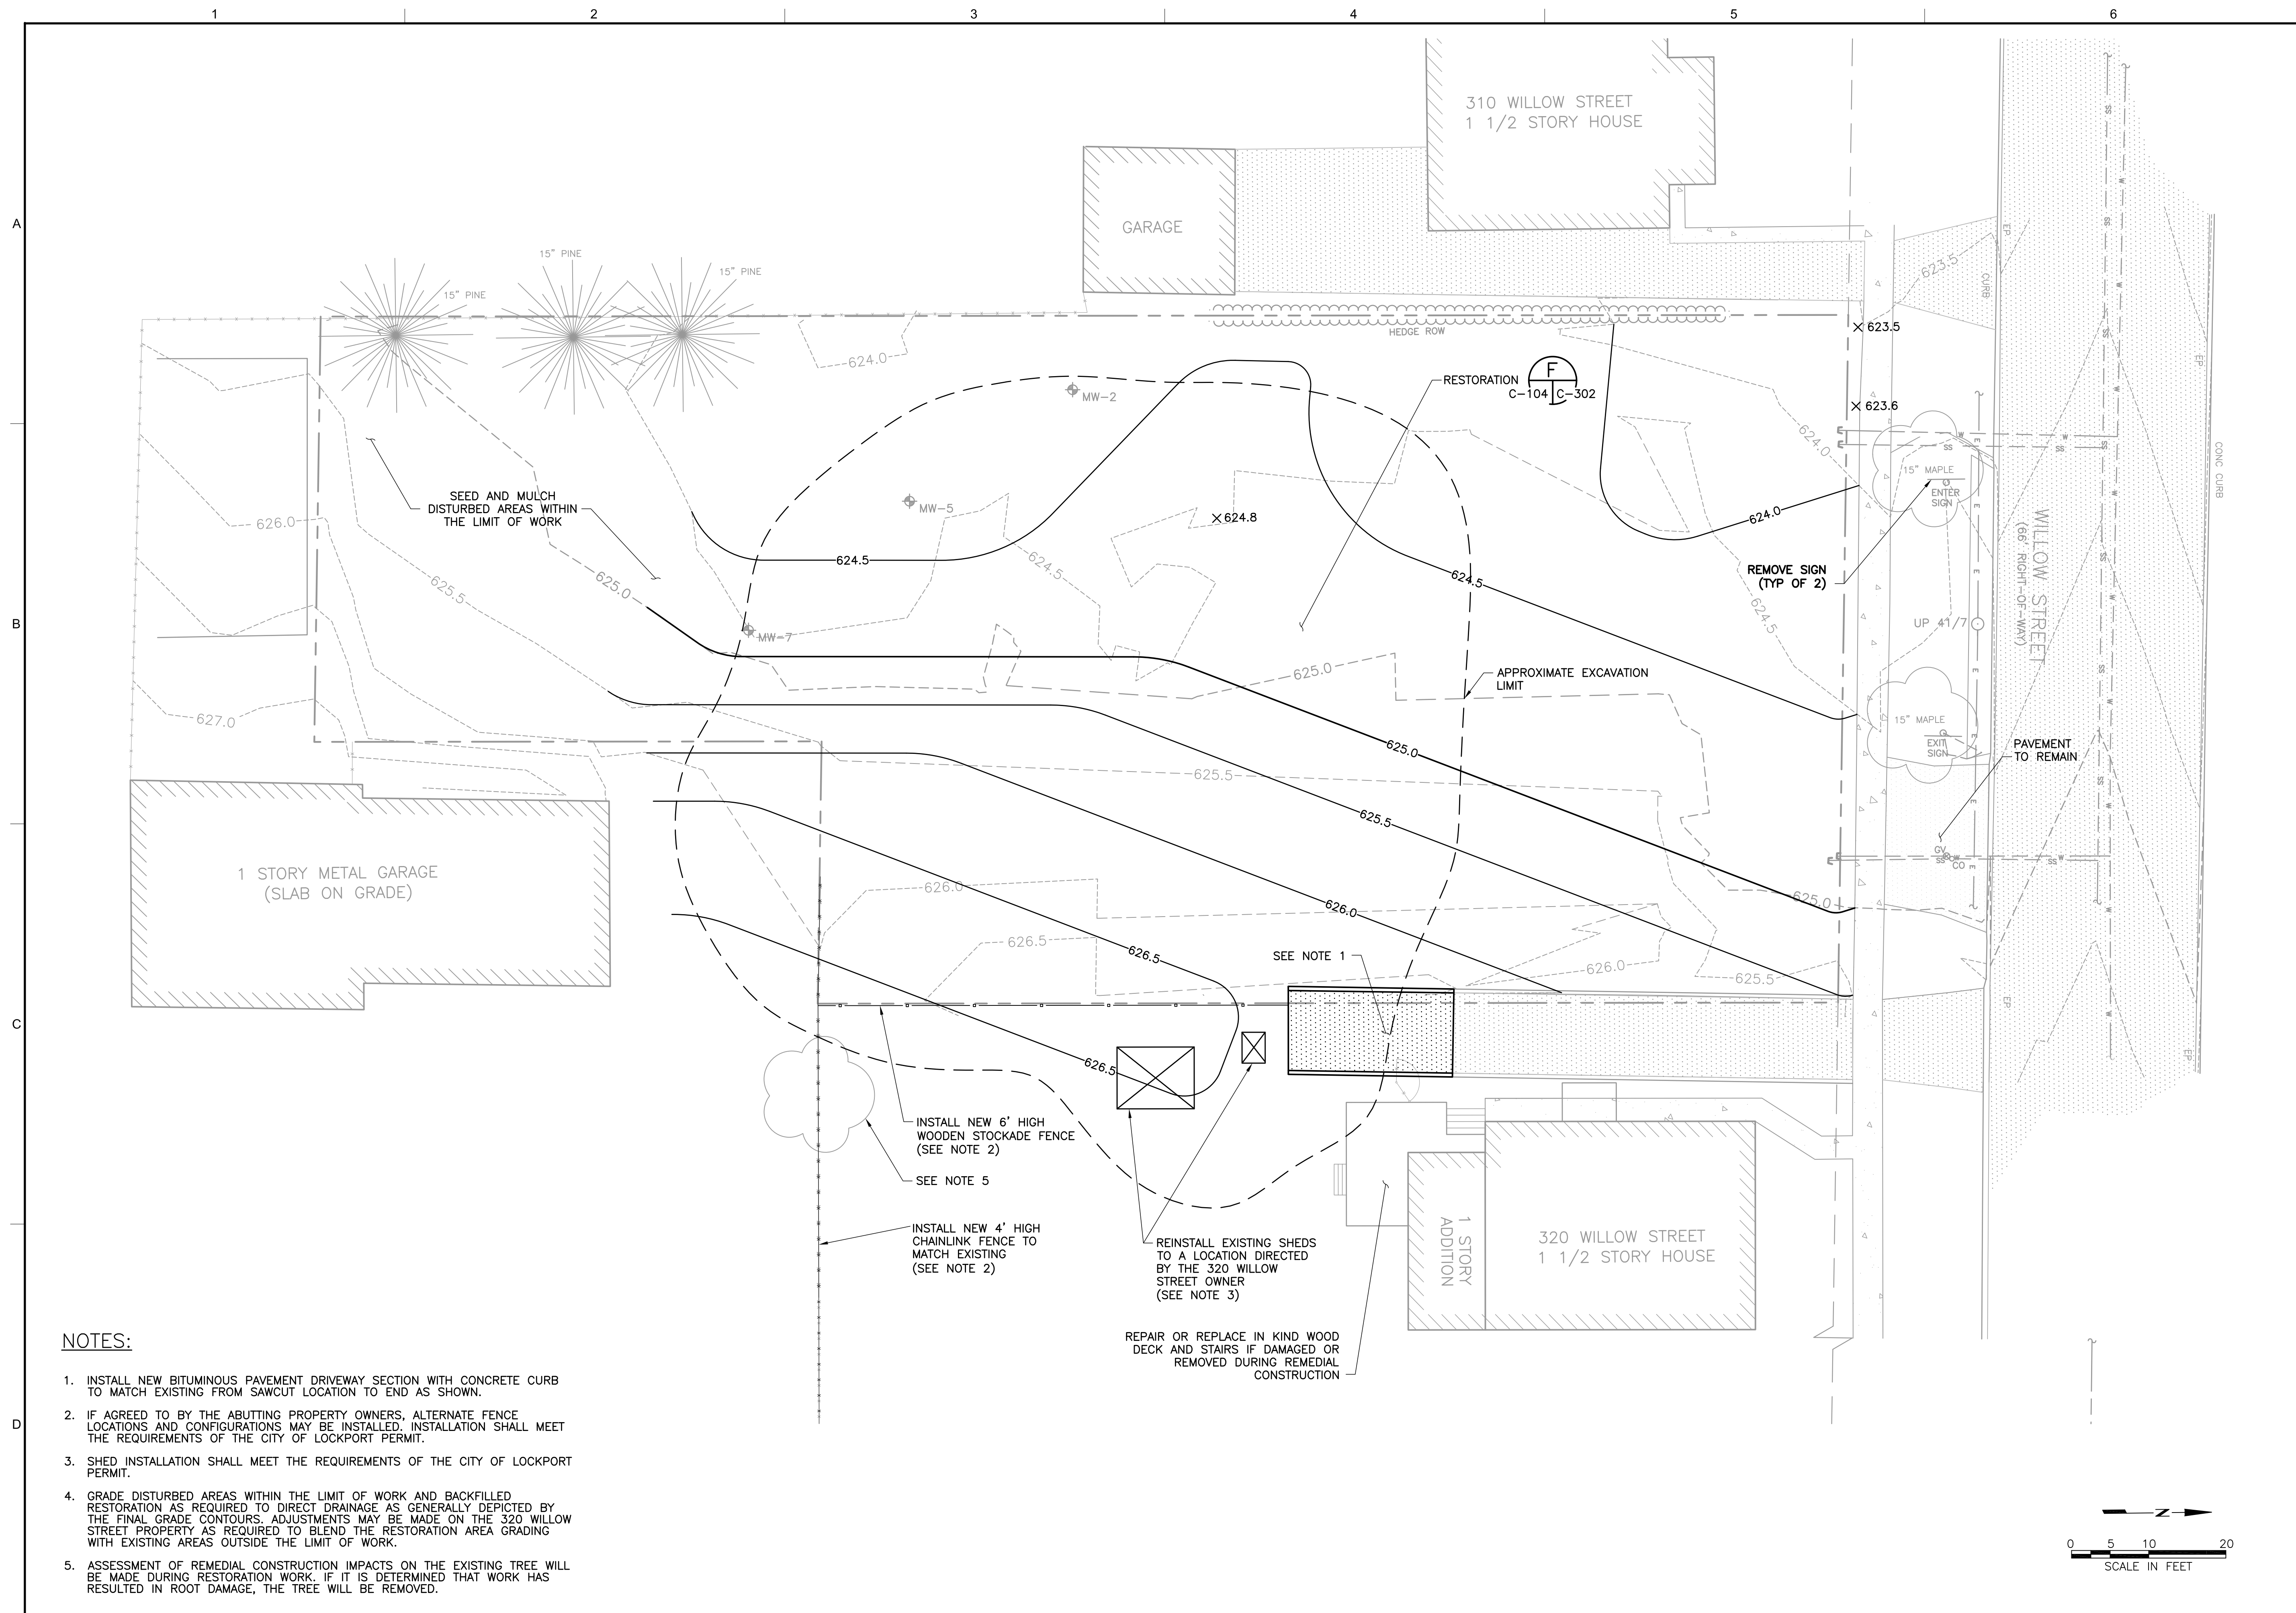 1
2
3
4
5
6
A
B
C
D
310 WILLOW STREET
1 1/2 STORY HOUSE
GARAGE
15" PINE
15" PINE
15" PINE
HEDGE ROW
624.0
623.5
EP
CURB
623.5
623.6
RESTORATION
F
C-104
C-302
MW-2
MW-5
MW-7
SEED AND MULCH
DISTURBED AREAS WITHIN
THE LIMIT OF WORK
626.0
625.5
625.0
627.0
624.5
624.5
624.8
624.5
624.0
624.0
624.5
15" MAPLE
ENTER
SIGN
REMOVE SIGN
(TYP OF 2)
UP 41/7
WILLOW STREET
(66' RIGHT-OF-WAY)
CONC CURB
EP
APPROXIMATE EXCAVATION
LIMIT
625.0
625.0
625.5
625.5
15" MAPLE
EXIT
SIGN
PAVEMENT
TO REMAIN
GV
CO
SS
W
E
625.0
1 STORY METAL GARAGE
(SLAB ON GRADE)
626.0
626.0
626.5
626.5
626.5
626.0
625.5
SEE NOTE 1
EP
EP
INSTALL NEW 6' HIGH
WOODEN STOCKADE FENCE
(SEE NOTE 2)
SEE NOTE 5
INSTALL NEW 4' HIGH
CHAINLINK FENCE TO
MATCH EXISTING
(SEE NOTE 2)
REINSTALL EXISTING SHEDS
TO A LOCATION DIRECTED
BY THE 320 WILLOW
STREET OWNER
(SEE NOTE 3)
1 STORY
ADDITION
320 WILLOW STREET
1 1/2 STORY HOUSE
REPAIR OR REPLACE IN KIND WOOD
DECK AND STAIRS IF DAMAGED OR
REMOVED DURING REMEDIAL
CONSTRUCTION
NOTES:
1. INSTALL NEW BITUMINOUS PAVEMENT DRIVEWAY SECTION WITH CONCRETE CURB
TO MATCH EXISTING FROM SAWCUT LOCATION TO END AS SHOWN.
2. IF AGREED TO BY THE ABUTTING PROPERTY OWNERS, ALTERNATE FENCE
LOCATIONS AND CONFIGURATIONS MAY BE INSTALLED. INSTALLATION SHALL MEET
THE REQUIREMENTS OF THE CITY OF LOCKPORT PERMIT.
3. SHED INSTALLATION SHALL MEET THE REQUIREMENTS OF THE CITY OF LOCKPORT
PERMIT.
4. GRADE DISTURBED AREAS WITHIN THE LIMIT OF WORK AND BACKFILLED
RESTORATION AS REQUIRED TO DIRECT DRAINAGE AS GENERALLY DEPICTED BY
THE FINAL GRADE CONTOURS. ADJUSTMENTS MAY BE MADE ON THE 320 WILLOW
STREET PROPERTY AS REQUIRED TO BLEND THE RESTORATION AREA GRADING
WITH EXISTING AREAS OUTSIDE THE LIMIT OF WORK.
5. ASSESSMENT OF REMEDIAL CONSTRUCTION IMPACTS ON THE EXISTING TREE WILL
BE MADE DURING RESTORATION WORK. IF IT IS DETERMINED THAT WORK HAS
RESULTED IN ROOT DAMAGE, THE TREE WILL BE REMOVED.
N
0 5 10 20
SCALE IN FEET